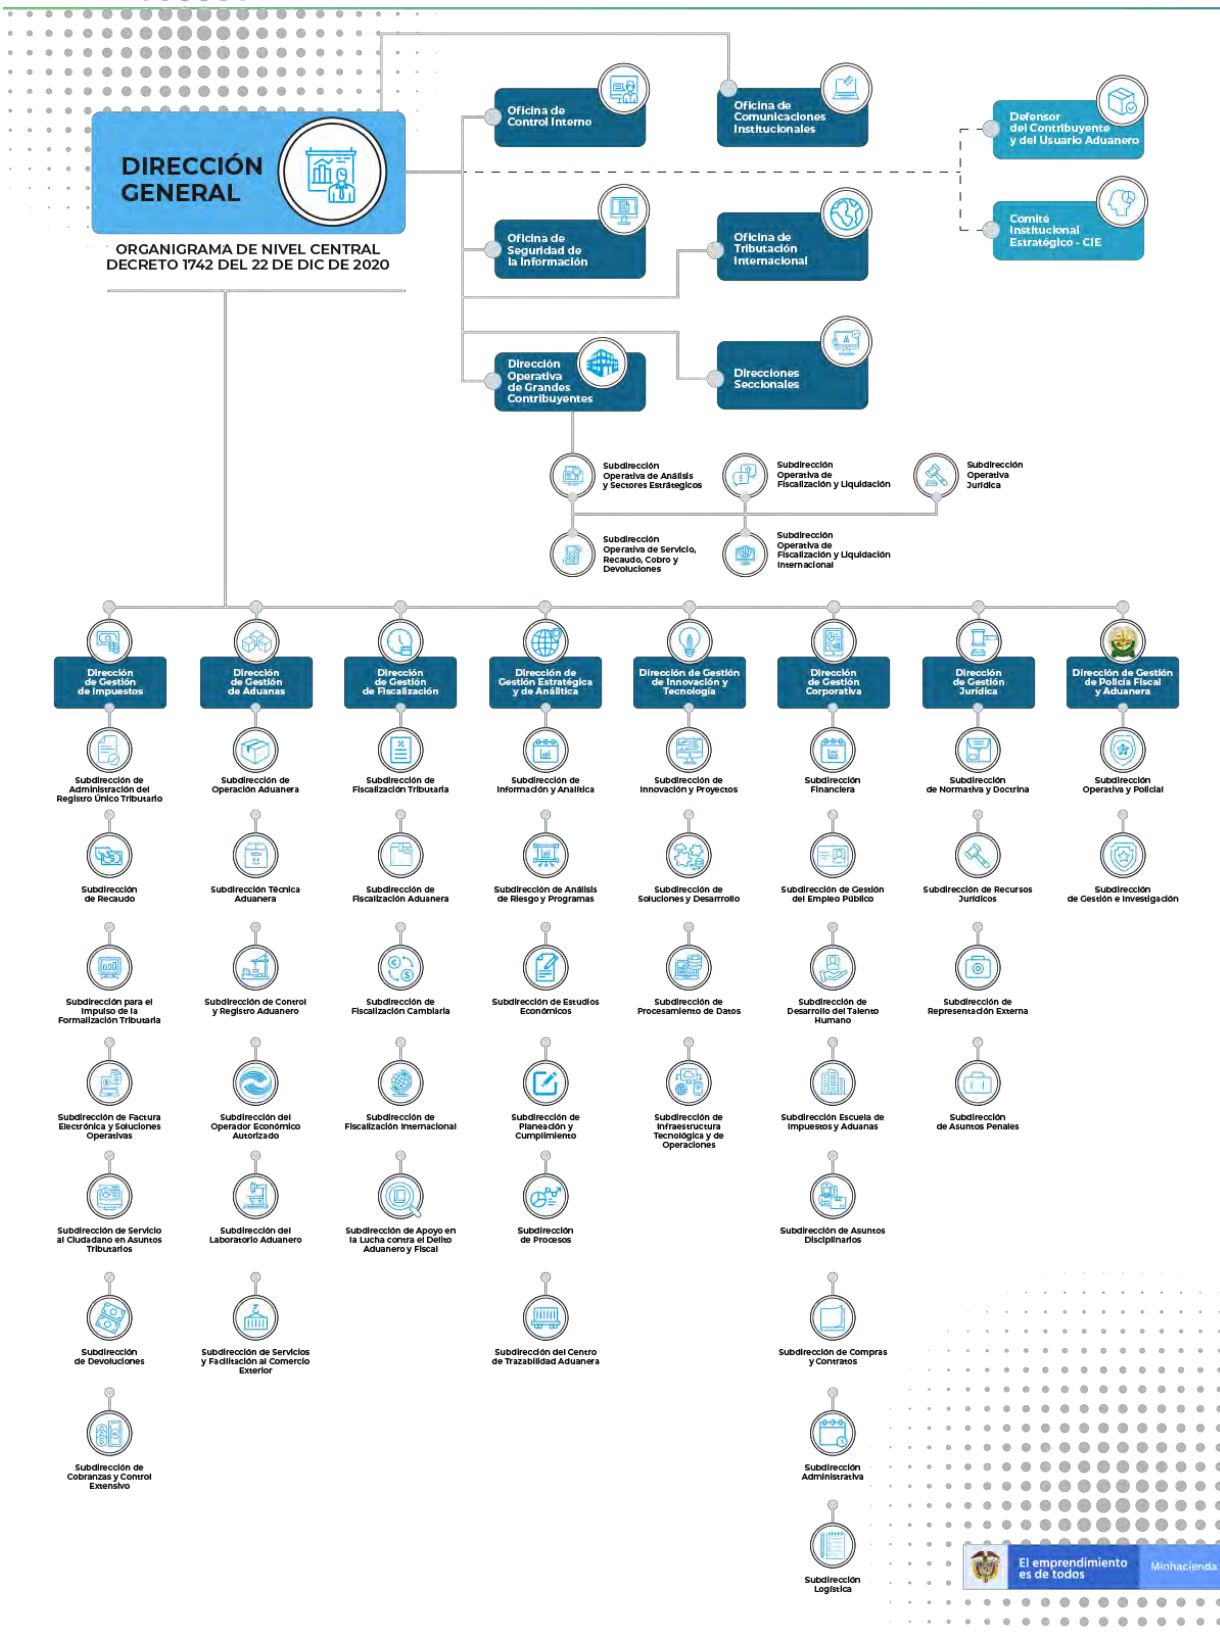 DIRECCIÓN
GENERAL
ORGANIGRAMA DE NIVEL CENTRAL
DECRETO 1742 DEL 22 DE DIC DE 2020
Oficina de
Control Interno
Oficina de
Comunicaciones
Institucionales
Defensor
del Contribuyente
y del Usuario Aduanero
Oficina de
Seguridad de
la Información
Oficina de
Tributación
Internacional
Comité
Institucional
Estratégico - CIE
Dirección
Operativa
de Grandes
Contribuyentes
Direcciones
Seccionales
Subdirección
Operativa de Análisis
y Sectores Estrátegicos
Subdirección
Operativa de
Fiscalización y Liquidación
Subdirección
Operativa
Jurídica
Subdirección
Operativa de Servicio,
Recaudo, Cobro y
Devoluciones
Subdirección
Operativa de
Fiscalización y Liquidación
Internacional
Dirección
de Gestión
de Impuestos
Dirección
de Gestión
de Aduanas
Dirección
de Gestión
de Fiscalización
Dirección de
Gestión Estratégica
y de Análítica
Dirección de Gestión
de Innovación y
Tecnología
Dirección
de Gestión
Corporativa
Dirección
de Gestión
Jurídica
Dirección de Gestión
de Policía Fiscal
y Aduanera
Subdirección de
Administración del
Registro Único Tributario
Subdirección de
Operación Aduanera
Subdirección de
Fiscalización Tributaria
Subdirección de
Información y Analítica
Subdirección de
Innovación y Proyectos
Subdirección
Financiera
Subdirección
de Normativa y Doctrina
Subdirección
Operativa y Policial
Subdirección
de Recaudo
Subdirección Técnica
Aduanera
Subdirección de
Fiscalización Aduanera
Subdirección de Análisis
de Riesgo y Programas
Subdirección de
Soluciones y Desarrollo
Subdirección de Gestión
del Empleo Público
Subdirección de Recursos
Jurídicos
Subdirección
de Gestión e Investigación
Subdirección para el
Impulso de la
Formalización Tributaria
Subdirección de Control
y Registro Aduanero
Subdirección de
Fiscalización Cambiaria
Subdirección de Estudios
Económicos
Subdirección de
Procesamiento de Datos
Subdirección de
Desarrollo del Talento
Humano
Subdirección de
Representación Externa
Subdirección de Factura
Electrónica y Soluciones
Operativas
Subdirección del
Operador Económico
Autorizado
Subdirección de
Fiscalización Internacional
Subdirección de
Planeación y
Cumplimiento
Subdirección de
Infraestructura
Tecnológica y de
Operaciones
Subdirección Escuela de
Impuestos y Aduanas
Subdirección
de Asuntos Penales
Subdirección de Servicio
al Ciudadano en Asuntos
Tributarios
Subdirección del
Laboratorio Aduanero
Subdirección de Apoyo en
la Lucha contra el Delito
Aduanero y Fiscal
Subdirección
de Procesos
Subdirección de Asuntos
Disciplinarios
Subdirección
de Devoluciones
Subdirección de Servicios
y Facilitación al Comercio
Exterior
Subdirección del Centro
de Trazabilidad Aduanera
Subdirección de Compras
y Contratos
Subdirección de
Cobranzas y Control
Extensivo
Subdirección
Administrativa
Subdirección
Logística
El emprendimiento
es de todos
Minhacienda